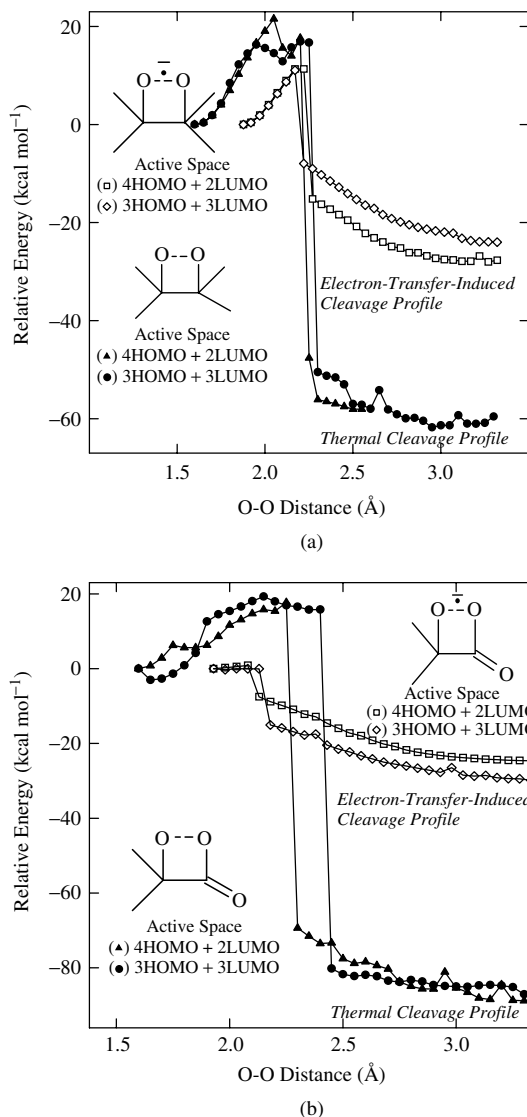 20
0
−20
−40
−60
Relative Energy (kcal mol−1)
O O
Active Space
(□) 4HOMO + 2LUMO
(◇) 3HOMO + 3LUMO
O O
Active Space
(▲) 4HOMO + 2LUMO
(●) 3HOMO + 3LUMO
Electron-Transfer-Induced
Cleavage Profile
Thermal Cleavage Profile
1.5 2.0 2.5 3.0
O-O Distance (Å)
(a)
20
0
−20
−40
−60
−80
Relative Energy (kcal mol−1)
O O
O
Active Space
(□) 4HOMO + 2LUMO
(◇) 3HOMO + 3LUMO
Electron-Transfer-Induced
Cleavage Profile
O O
O
Active Space
(▲) 4HOMO + 2LUMO
(●) 3HOMO + 3LUMO
Thermal Cleavage Profile
1.5 2.0 2.5 3.0
O-O Distance (Å)
(b)